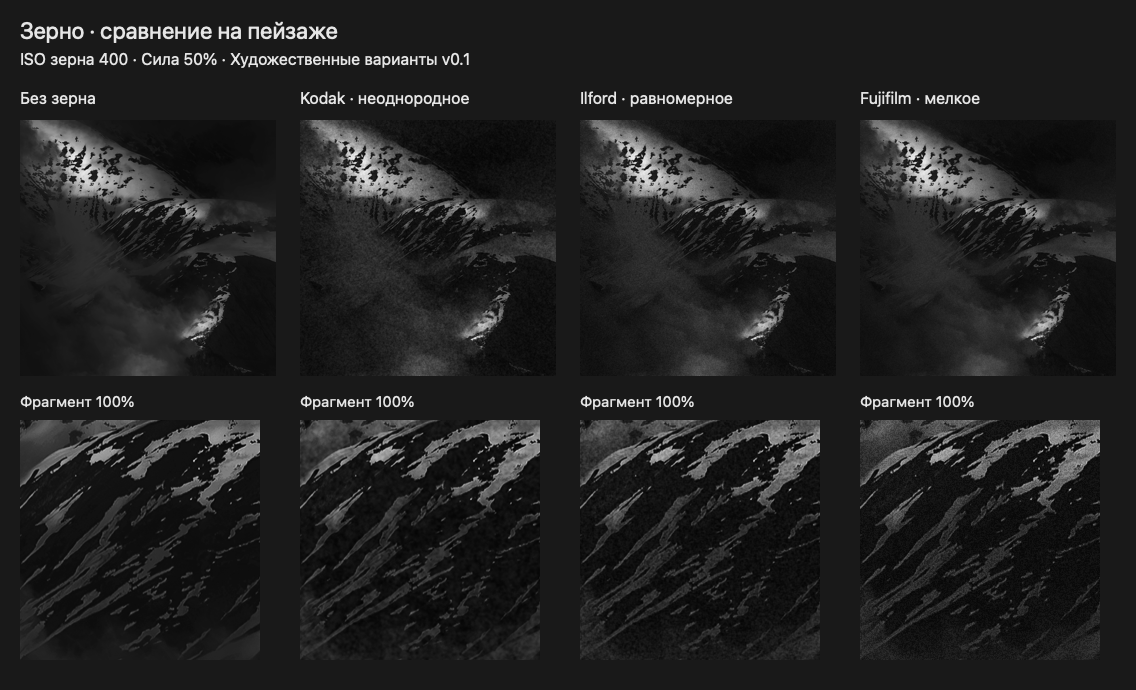 Зерно · сравнение на пейзаже
ISO зерна 400 · Сила 50% · Художественные варианты v0.1
Без зерна
Kodak · неоднородное
Ilford · равномерное
Fujifilm · мелкое
Фрагмент 100%
Фрагмент 100%
Фрагмент 100%
Фрагмент 100%